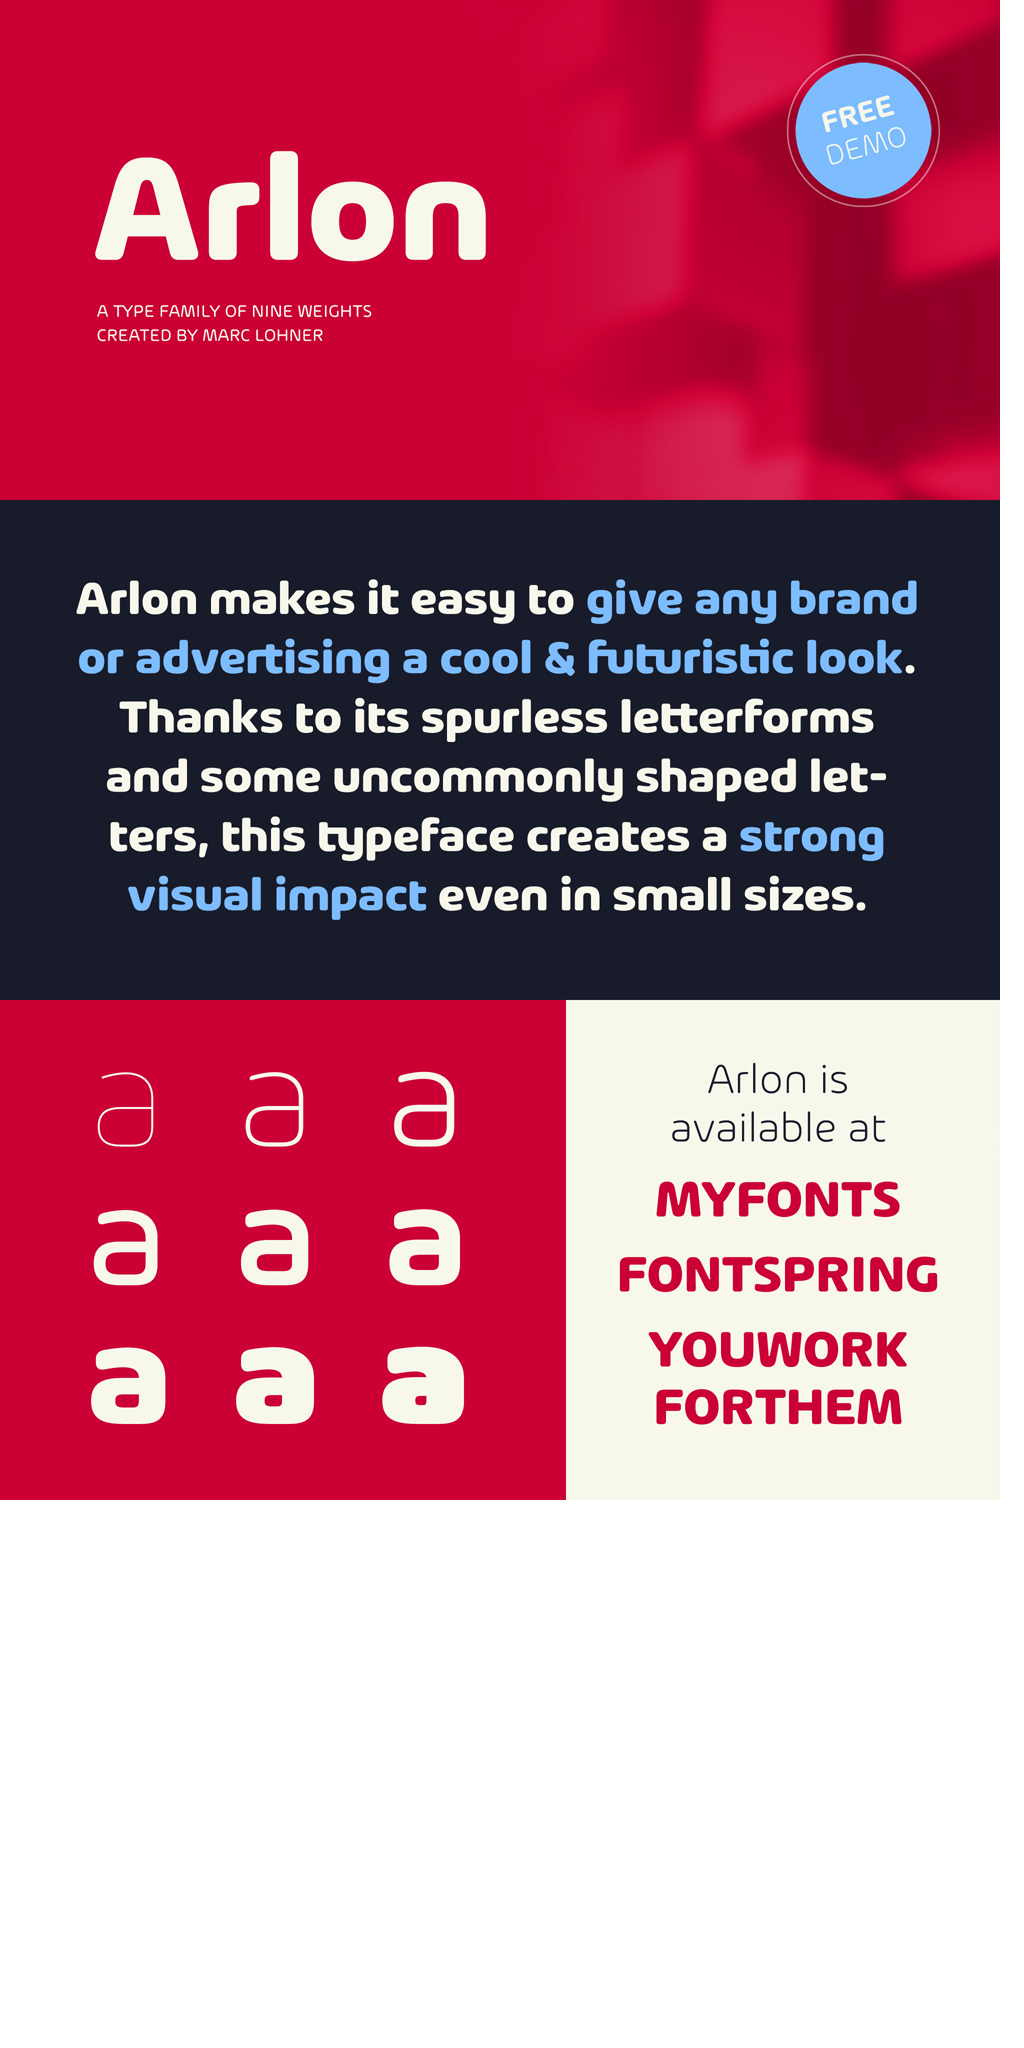 FREE
DEMO
Arlon
A TYPE FAMILY OF NINE WEIGHTS
CREATED BY MARC LOHNER
Arlon makes it easy to give any brand
or advertising a cool & futuristic look.
Thanks to its spurless letterforms
and some uncommonly shaped let-
ters, this typeface creates a strong
visual impact even in small sizes.
a a a
a a a
a a a
Arlon is
available at
MYFONTS
FONTSPRING
YOUWORK
FORTHEM